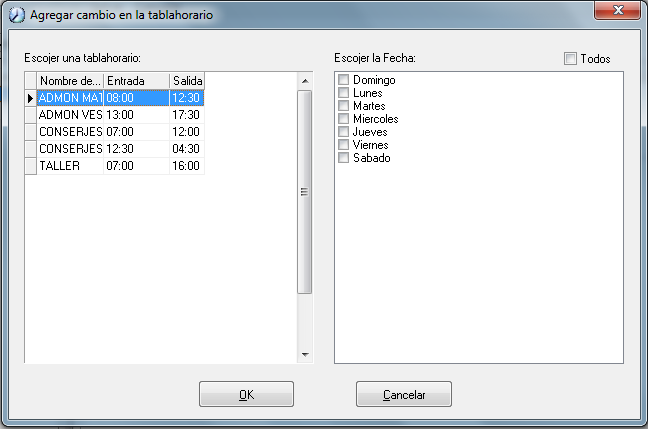 Agregar cambio en la tablahorario
Escojer una tablahorario:
Nombre de... Entrada Salida
ADMON MAT 08:00 12:30
ADMON VES 13:00 17:30
CONSERJES 07:00 12:00
CONSERJES 12:30 04:30
TALLER 07:00 16:00
Escojer la Fecha:
Todos
Domingo
Lunes
Martes
Miercoles
Jueves
Viernes
Sabado
OK
Cancelar